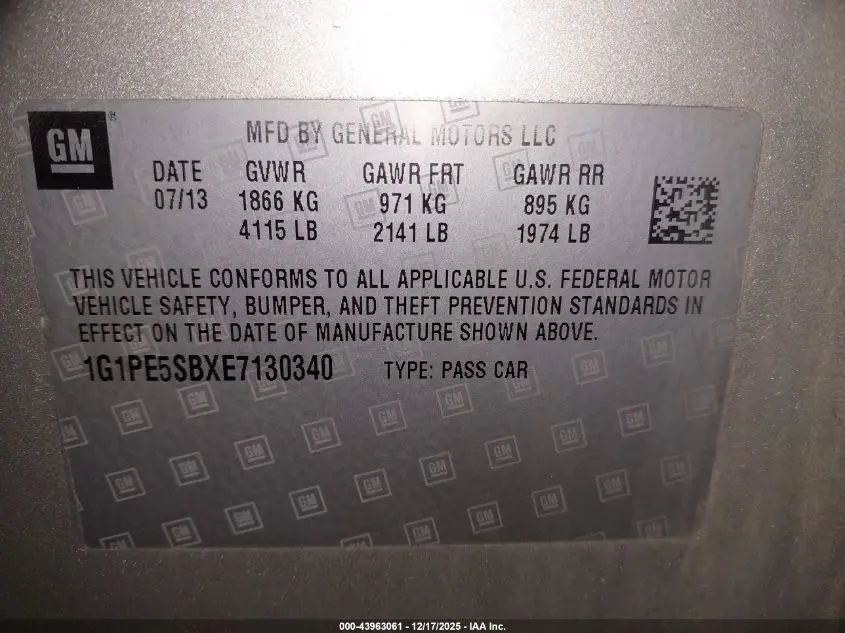 GM®
MFD BY GENERAL MOTORS LLC
DATE GVWR GAWR FRT GAWR RR
07/13 1866 KG 971 KG 895 KG
4115 LB 2141 LB 1974 LB
THIS VEHICLE CONFORMS TO ALL APPLICABLE U.S. FEDERAL MOTOR
VEHICLE SAFETY, BUMPER, AND THEFT PREVENTION STANDARDS IN
EFFECT ON THE DATE OF MANUFACTURE SHOWN ABOVE.
1G1PE5SBXE7130340 TYPE: PASS CAR
000-43963061 - 12/17/2025 - IAA Inc.